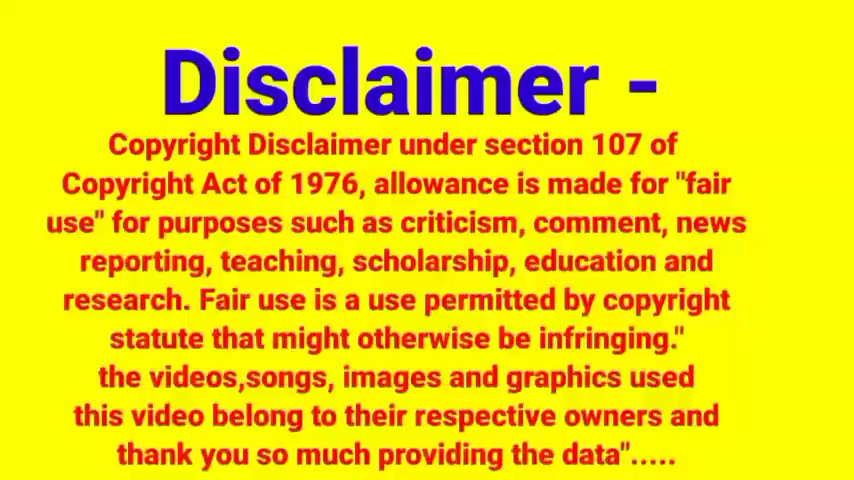 Disclaimer -
Copyright Disclaimer under section 107 of
Copyright Act of 1976, allowance is made for "fair
use" for purposes such as criticism, comment, news
reporting, teaching, scholarship, education and
research. Fair use is a use permitted by copyright
statute that might otherwise be infringing."
the videos,songs, images and graphics used
this video belong to their respective owners and
thank you so much providing the data".....